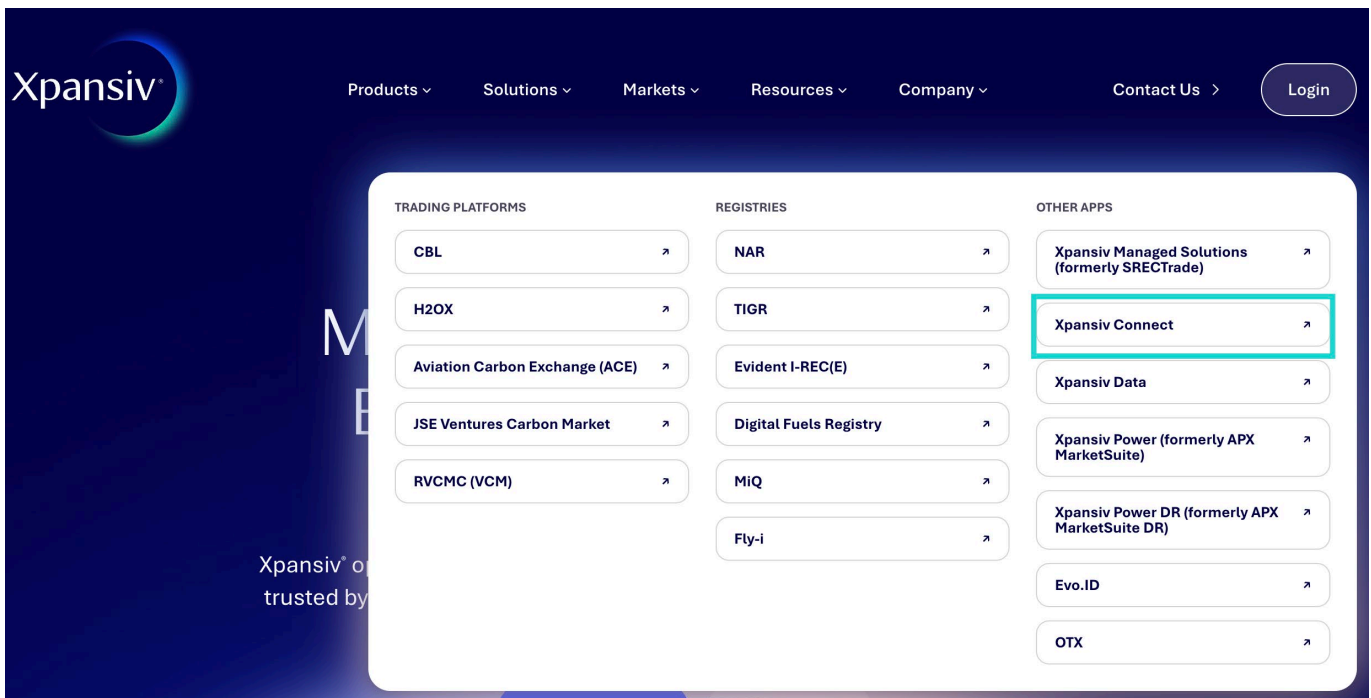 Xpansiv®
Products
Solutions
Markets
Resources
Company
Contact Us
Login
TRADING PLATFORMS
CBL
H2OX
Aviation Carbon Exchange (ACE)
JSE Ventures Carbon Market
RVCMC (VCM)
REGISTRIES
NAR
TIGR
Evident I-REC(E)
Digital Fuels Registry
MiQ
Fly-i
OTHER APPS
Xpansiv Managed Solutions
(formerly SRECTrade)
Xpansiv Connect
Xpansiv Data
Xpansiv Power (formerly APX
MarketSuite)
Xpansiv Power DR (formerly APX
MarketSuite DR)
Evo.ID
OTX
Xpansiv®
trusted by